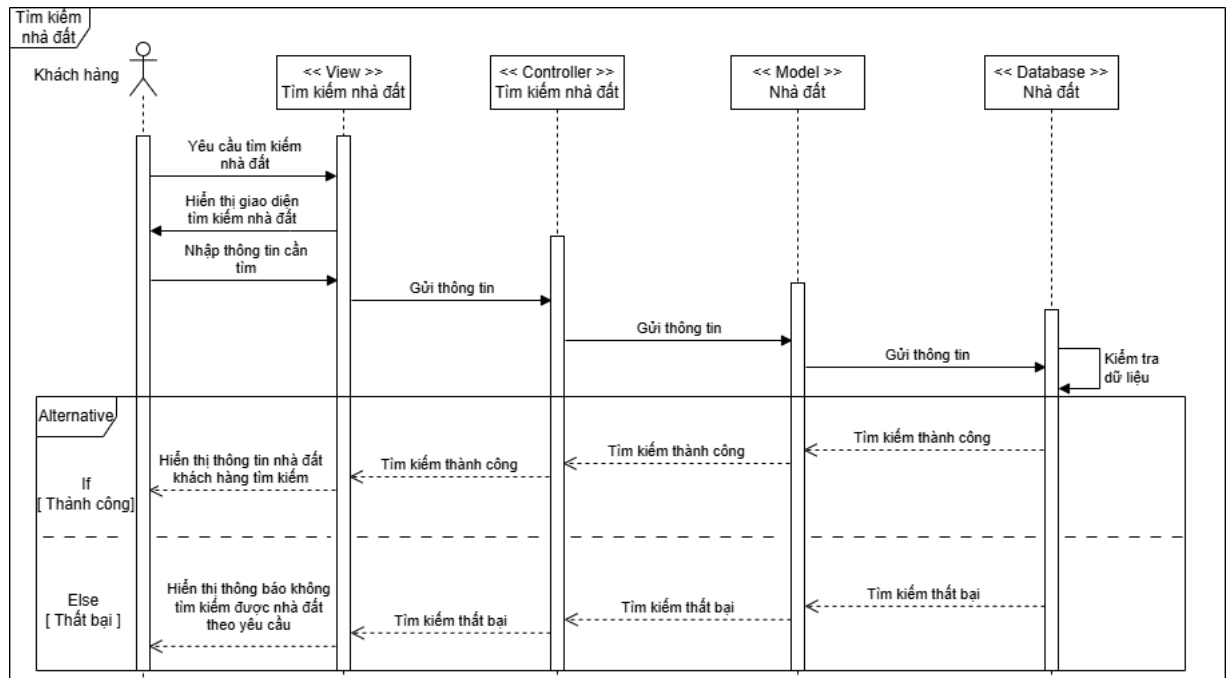 Tìm kiếm
nhà đất
Khách hàng
<< View >>
Tìm kiếm nhà đất
<< Controller >>
Tìm kiếm nhà đất
<< Model >>
Nhà đất
<< Database >>
Nhà đất
Yêu cầu tìm kiếm
nhà đất
Hiển thị giao diện
tìm kiếm nhà đất
Nhập thông tin cần
tìm
Gửi thông tin
Gửi thông tin
Gửi thông tin
Kiểm tra
dữ liệu
Alternative
If
[ Thành công]
Tìm kiếm thành công
Tìm kiếm thành công
Tìm kiếm thành công
Hiển thị thông tin nhà đất
khách hàng tìm kiếm
Else
[ Thất bại ]
Tìm kiếm thất bại
Tìm kiếm thất bại
Tìm kiếm thất bại
Hiển thị thông báo không
tìm kiếm được nhà đất
theo yêu cầu